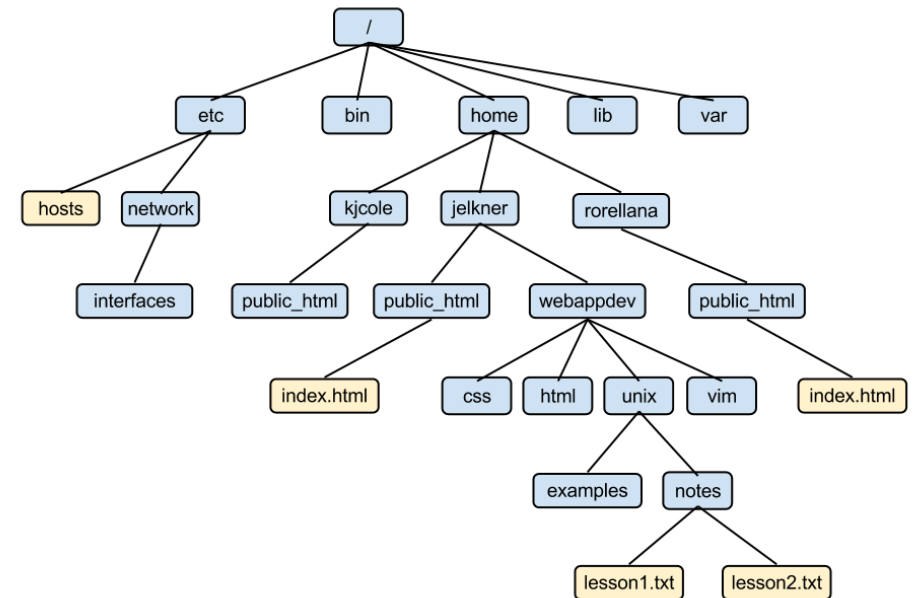 /
etc
bin
home
lib
var
hosts
network
kjcole
jelkner
rorellana
interfaces
public_html
public_html
webappdev
public_html
index.html
css
html
unix
vim
index.html
examples
notes
lesson1.txt
lesson2.txt